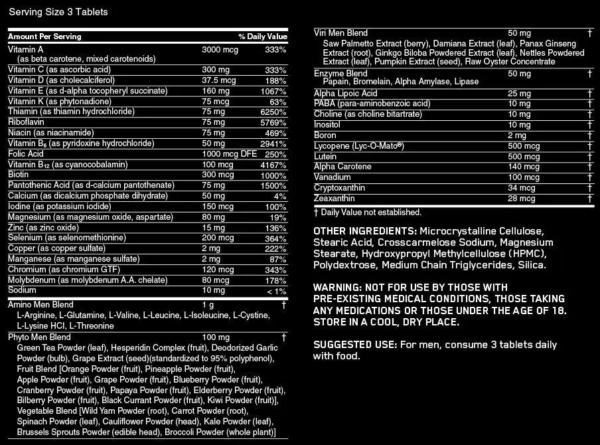 Serving Size 3 Tablets
Amount Per Serving % Daily Value
Vitamin A 3000 mcg 333%
(as beta carotene, mixed carotenoids)
Vitamin C (as ascorbic acid) 300 mg 333%
Vitamin D (as cholecalciferol) 37.5 mcg 188%
Vitamin E (as d-alpha tocopheryl succinate) 160 mg 1067%
Vitamin K (as phytonadione) 75 mcg 63%
Thiamin (as thiamin hydrochloride) 75 mg 6250%
Riboflavin 75 mg 5769%
Niacin (as niacinamide) 75 mg 469%
Vitamin B₆ (as pyridoxine hydrochloride) 50 mg 2941%
Folic Acid 1000 mcg DFE 250%
Vitamin B₁₂ (as cyanocobalamin) 100 mcg 4167%
Biotin 300 mcg 1000%
Pantothenic Acid (as d-calcium pantothenate) 75 mg 1500%
Calcium (as dicalcium phosphate dihydrate) 50 mg 4%
Iodine (as potassium iodide) 150 mcg 100%
Magnesium (as magnesium oxide, aspartate) 80 mg 19%
Zinc (as zinc oxide) 15 mg 136%
Selenium (as selenomethionine) 200 mcg 364%
Copper (as copper sulfate) 2 mg 222%
Manganese (as manganese sulfate) 2 mg 87%
Chromium (as chromium GTF) 120 mcg 343%
Molybdenum (as molybdenum A.A. chelate) 80 mcg 178%
Sodium 10 mg < 1%
Amino Men Blend 1 g †
L-Arginine, L-Glutamine, L-Valine, L-Leucine, L-Isoleucine, L-Cystine,
L-Lysine HCl, L-Threonine
Phyto Men Blend 100 mg †
Green Tea Powder (leaf), Hesperidin Complex (fruit), Deodorized Garlic
Powder (bulb), Grape Extract (seed)(standardized to 95% polyphenol),
Fruit Blend [Orange Powder (fruit), Pineapple Powder (fruit),
Apple Powder (fruit), Grape Powder (fruit), Blueberry Powder (fruit),
Cranberry Powder (fruit), Papaya Powder (fruit), Elderberry Powder (fruit),
Bilberry Powder (fruit), Black Currant Powder (fruit), Kiwi Powder (fruit)],
Vegetable Blend [Wild Yam Powder (root), Carrot Powder (root),
Spinach Powder (leaf), Cauliflower Powder (head), Kale Powder (leaf),
Brussels Sprouts Powder (edible head), Broccoli Powder (whole plant)]
Viri Men Blend 50 mg †
Saw Palmetto Extract (berry), Damiana Extract (leaf), Panax Ginseng
Extract (root), Ginkgo Biloba Powdered Extract (leaf), Nettles Powdered
Extract (leaf), Pumpkin Extract (seed), Raw Oyster Concentrate
Enzyme Blend 50 mg †
Papain, Bromelain, Alpha Amylase, Lipase
Alpha Lipoic Acid 25 mg †
PABA (para-aminobenzoic acid) 10 mg †
Choline (as choline bitartrate) 10 mg †
Inositol 10 mg †
Boron 2 mg †
Lycopene (Lyc-O-Mato®) 500 mcg †
Lutein 500 mcg †
Alpha Carotene 140 mcg †
Vanadium 100 mcg †
Cryptoxanthin 34 mcg †
Zeaxanthin 28 mcg †
† Daily Value not established.
OTHER INGREDIENTS: Microcrystalline Cellulose,
Stearic Acid, Croscarmelose Sodium, Magnesium
Stearate, Hydroxypropyl Methylcellulose (HPMC),
Polydextrose, Medium Chain Triglycerides, Silica.
WARNING: NOT FOR USE BY THOSE WITH
PRE-EXISTING MEDICAL CONDITIONS, THOSE TAKING
ANY MEDICATIONS OR THOSE UNDER THE AGE OF 18.
STORE IN A COOL, DRY PLACE.
SUGGESTED USE: For men, consume 3 tablets daily
with food.